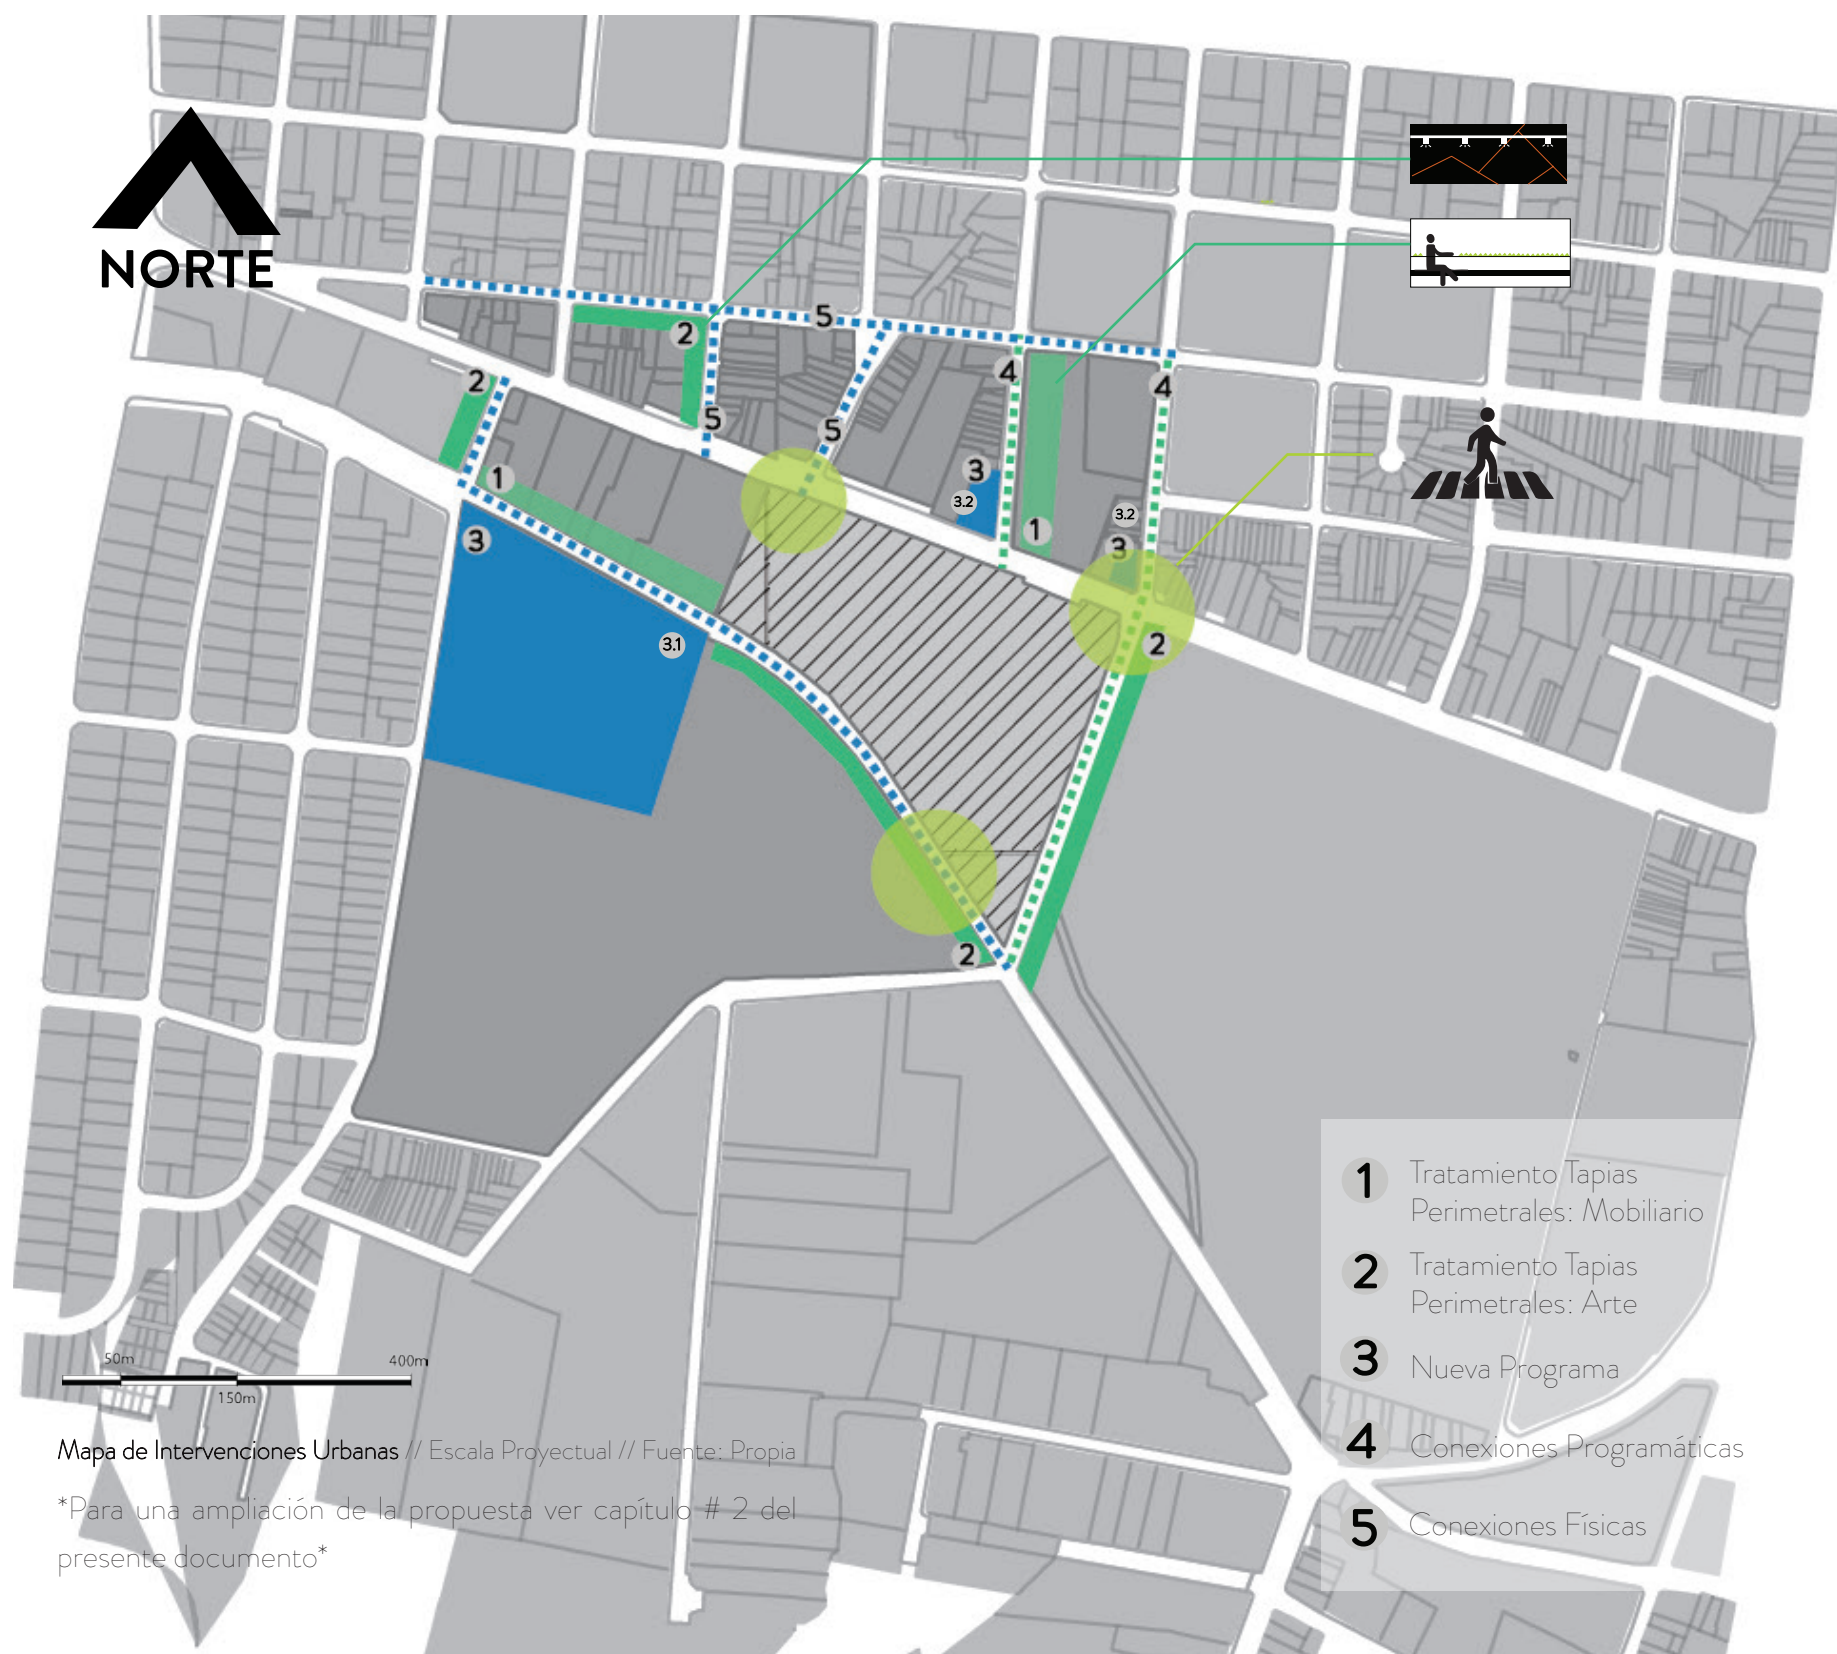 NORTE
5
2
4
4
2
5
5
3
1
3.2
3.2
1
3
3
3.1
2
2
1 Tratamiento Tapias
Perimetrales: Mobiliario
2 Tratamiento Tapias
Perimetrales: Arte
3 Nueva Programa
4 Conexiones Programáticas
5 Conexiones Físicas
50m 400m
150m
Mapa de Intervenciones Urbanas // Escala Proyectual // Fuente: Propia
*Para una ampliación de la propuesta ver capítulo # 2 del
presente documento*